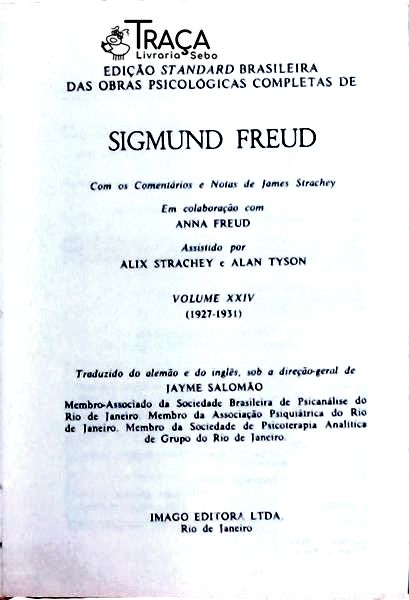 TRAÇA
Livraria Sebo
EDIÇÃO STANDARD BRASILEIRA
DAS OBRAS PSICOLÓGICAS COMPLETAS DE
SIGMUND FREUD
Com os Comentários e Notas de James Strachey
Em colaboração com
ANNA FREUD
Assistido por
ALIX STRACHEY e ALAN TYSON
VOLUME XXIV
(1927-1931)
Traduzido do alemão e do inglês, sob a direção-geral de
JAYME SALOMÃO
Membro-Associado da Sociedade Brasileira de Psicanálise do
Rio de Janeiro. Membro da Associação Psiquiátrica do Rio
de Janeiro. Membro da Sociedade de Psicoterapia Analítica
de Grupo do Rio de Janeiro.
IMAGO EDITORA LTDA.
Rio de Janeiro